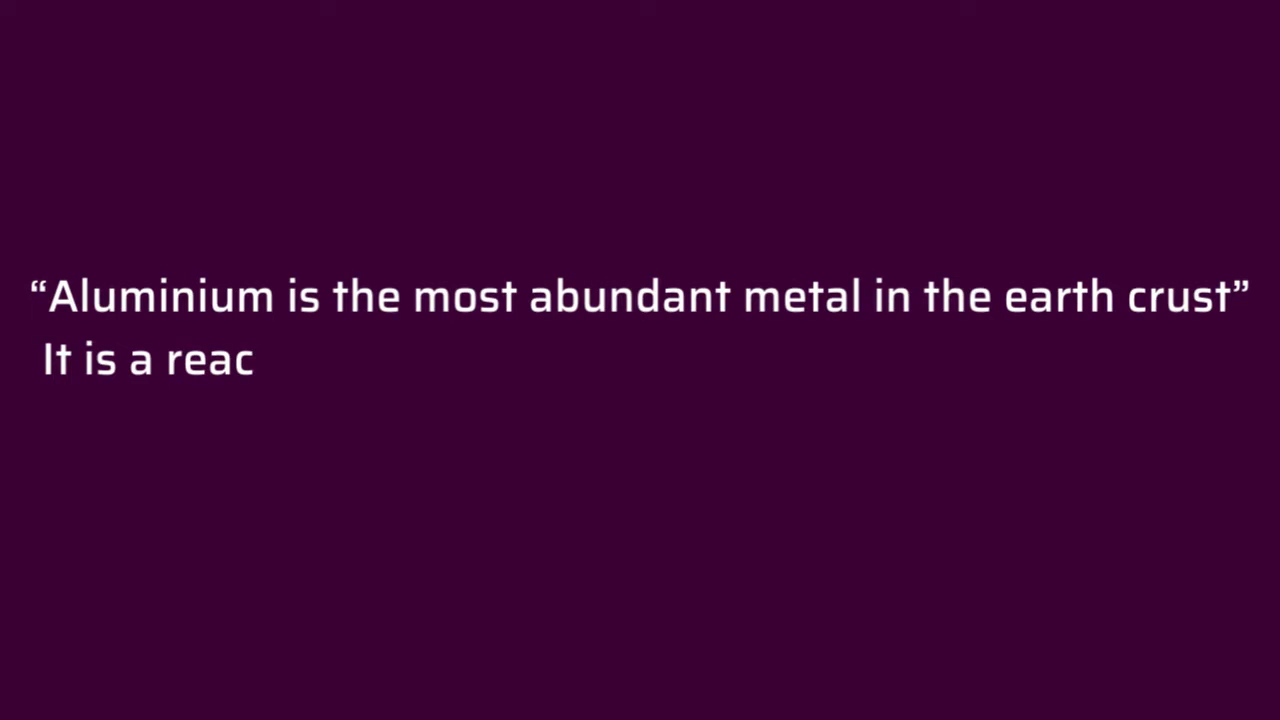 “Aluminium is the most abundant metal in the earth crust”
It is a reac